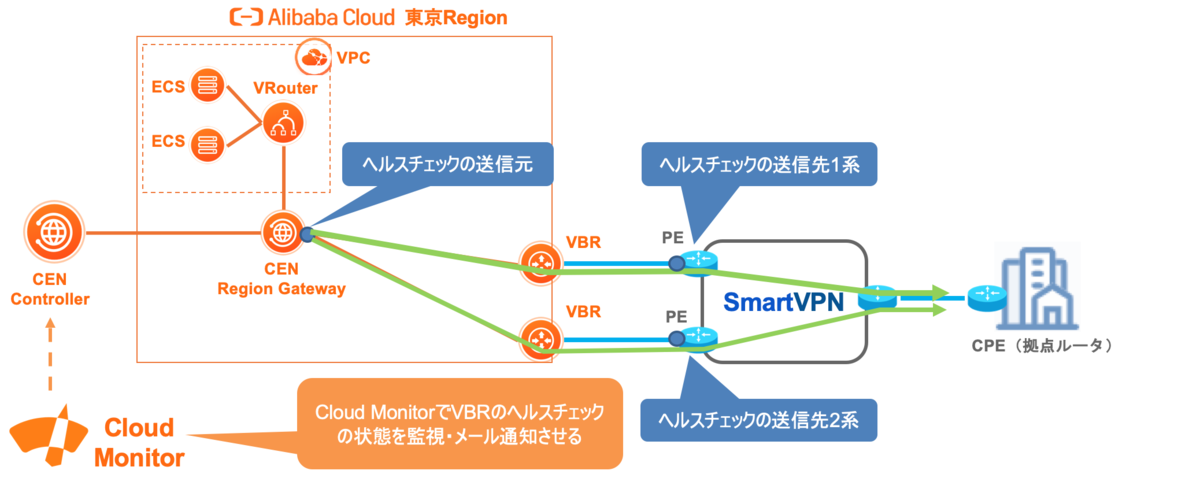 Alibaba Cloud 東京Region
VPC
ECS
VRouter
ECS
ヘルスチェックの送信元
ヘルスチェックの送信先1系
CEN
Controller
CEN
Region Gateway
VBR
PE
SmartVPN
VBR
PE
CPE（拠点ルータ）
ヘルスチェックの送信先2系
Cloud
Monitor
Cloud MonitorでVBRのヘルスチェック
の状態を監視・メール通知させる